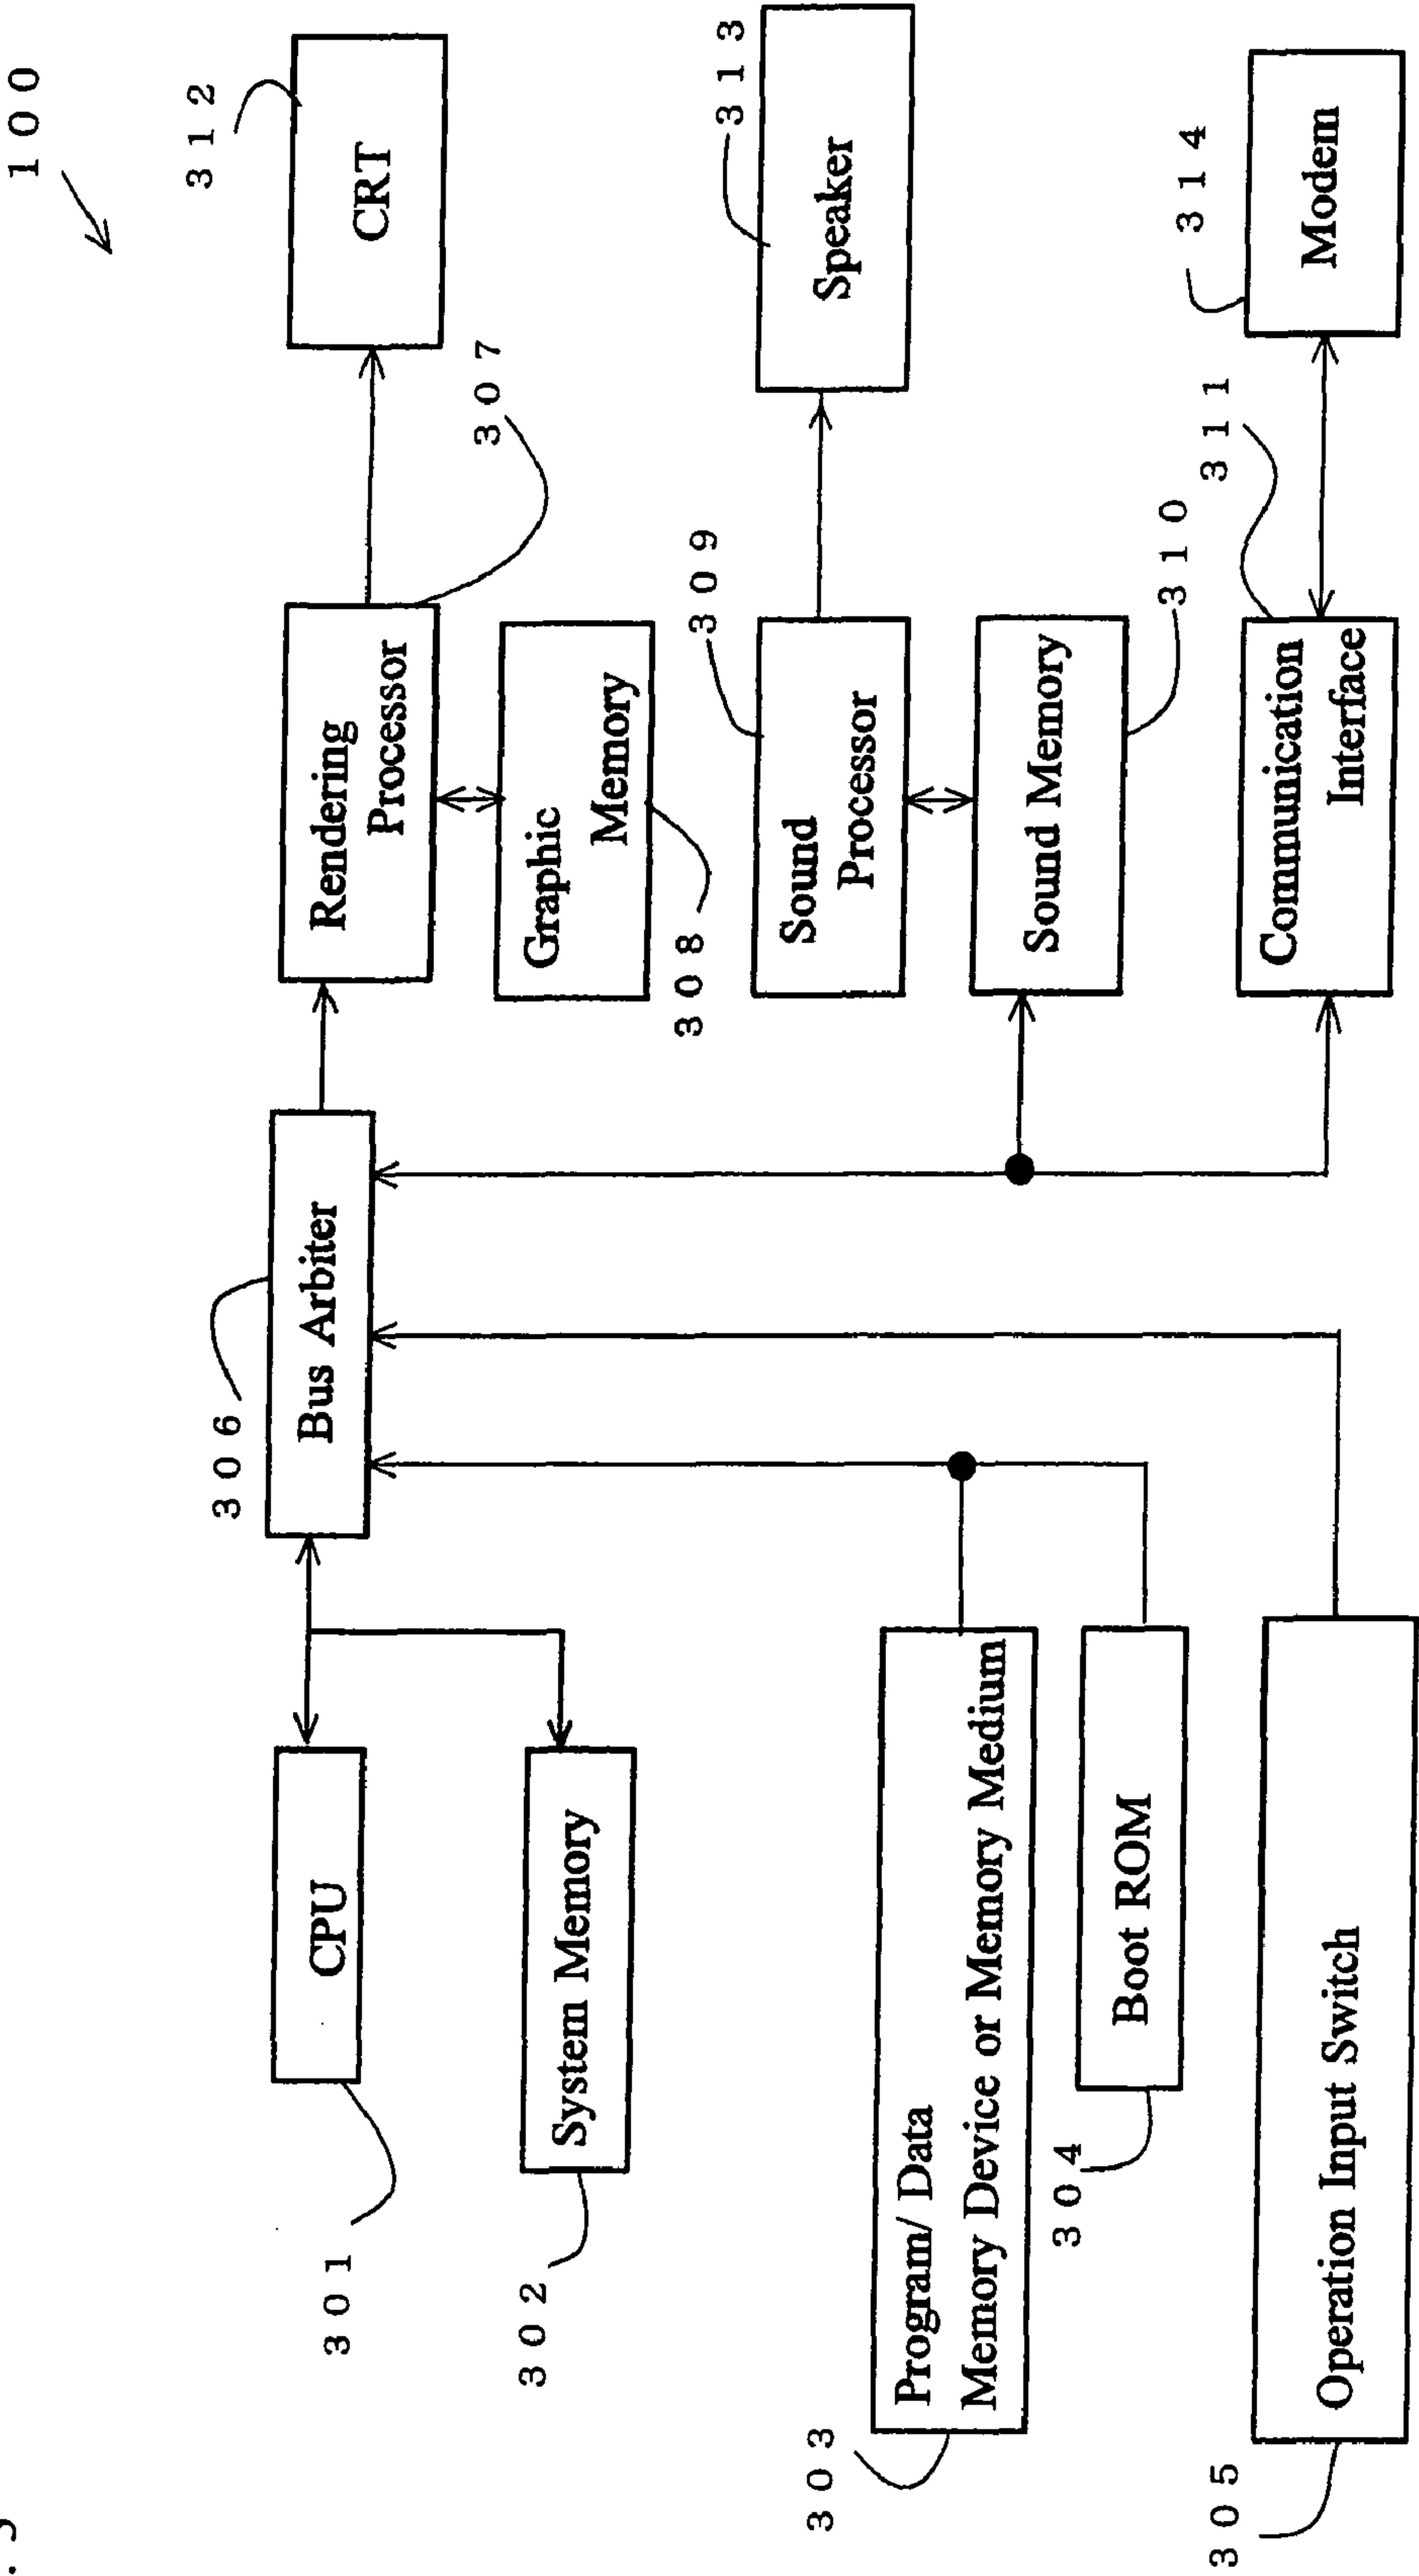 100
CPU
301
System Memory
302
Program/ Data
Memory Device or Memory Medium
303
Boot ROM
304
Operation Input Switch
305
Bus Arbiter
306
Rendering
Processor
307
Graphic
Memory
308
Sound
Processor
309
Sound Memory
310
Communication
Interface
311
CRT
312
Speaker
313
Modem
314